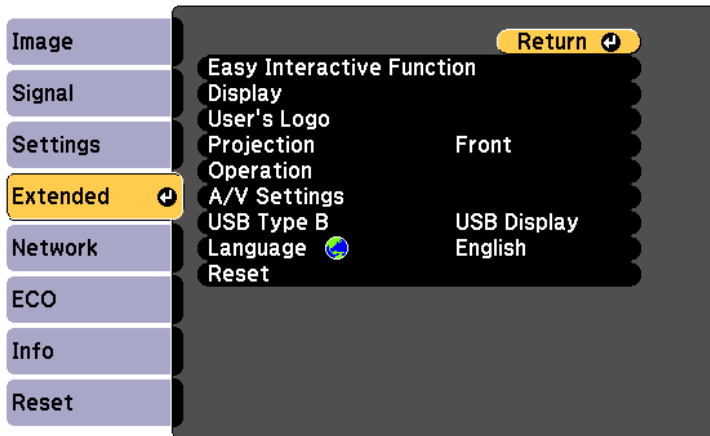 Image
Signal
Settings
Extended
Network
ECO
Info
Reset
Return
Easy Interactive Function
Display
User's Logo
Projection Front
Operation
A/V Settings
USB Type B USB Display
Language English
Reset